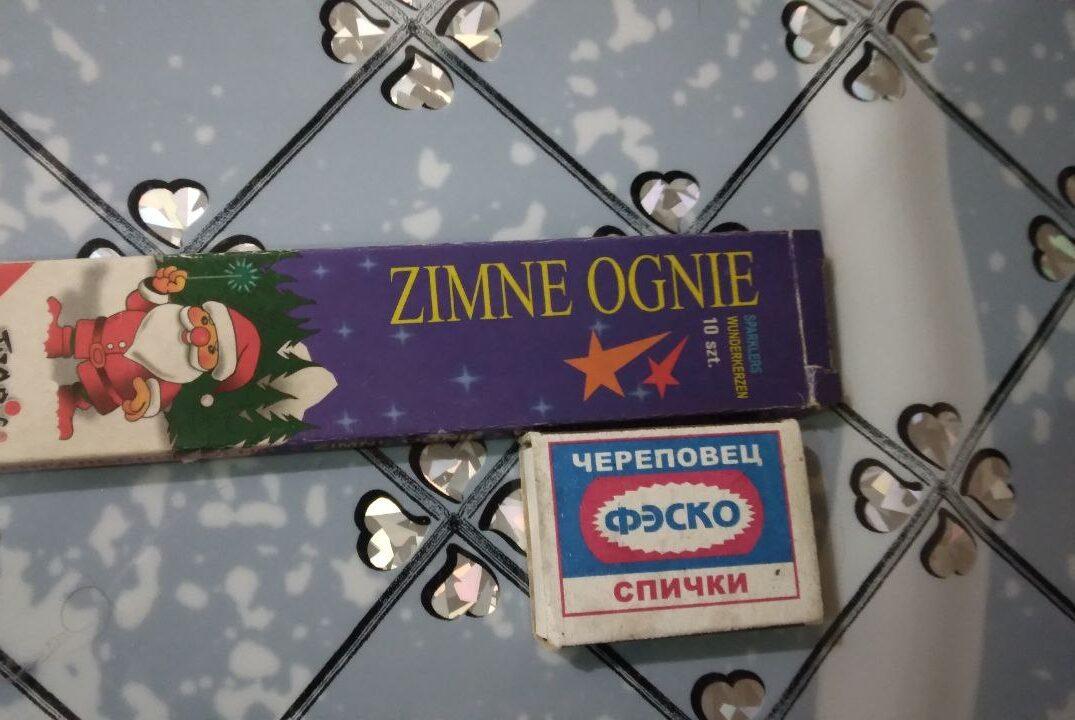 ZIMNE OGNIE
SPARKLERS
WUNDERKERZEN
10 szt.
ЧЕРЕПОВЕЦ
ФЭСКО
СПИЧКИ